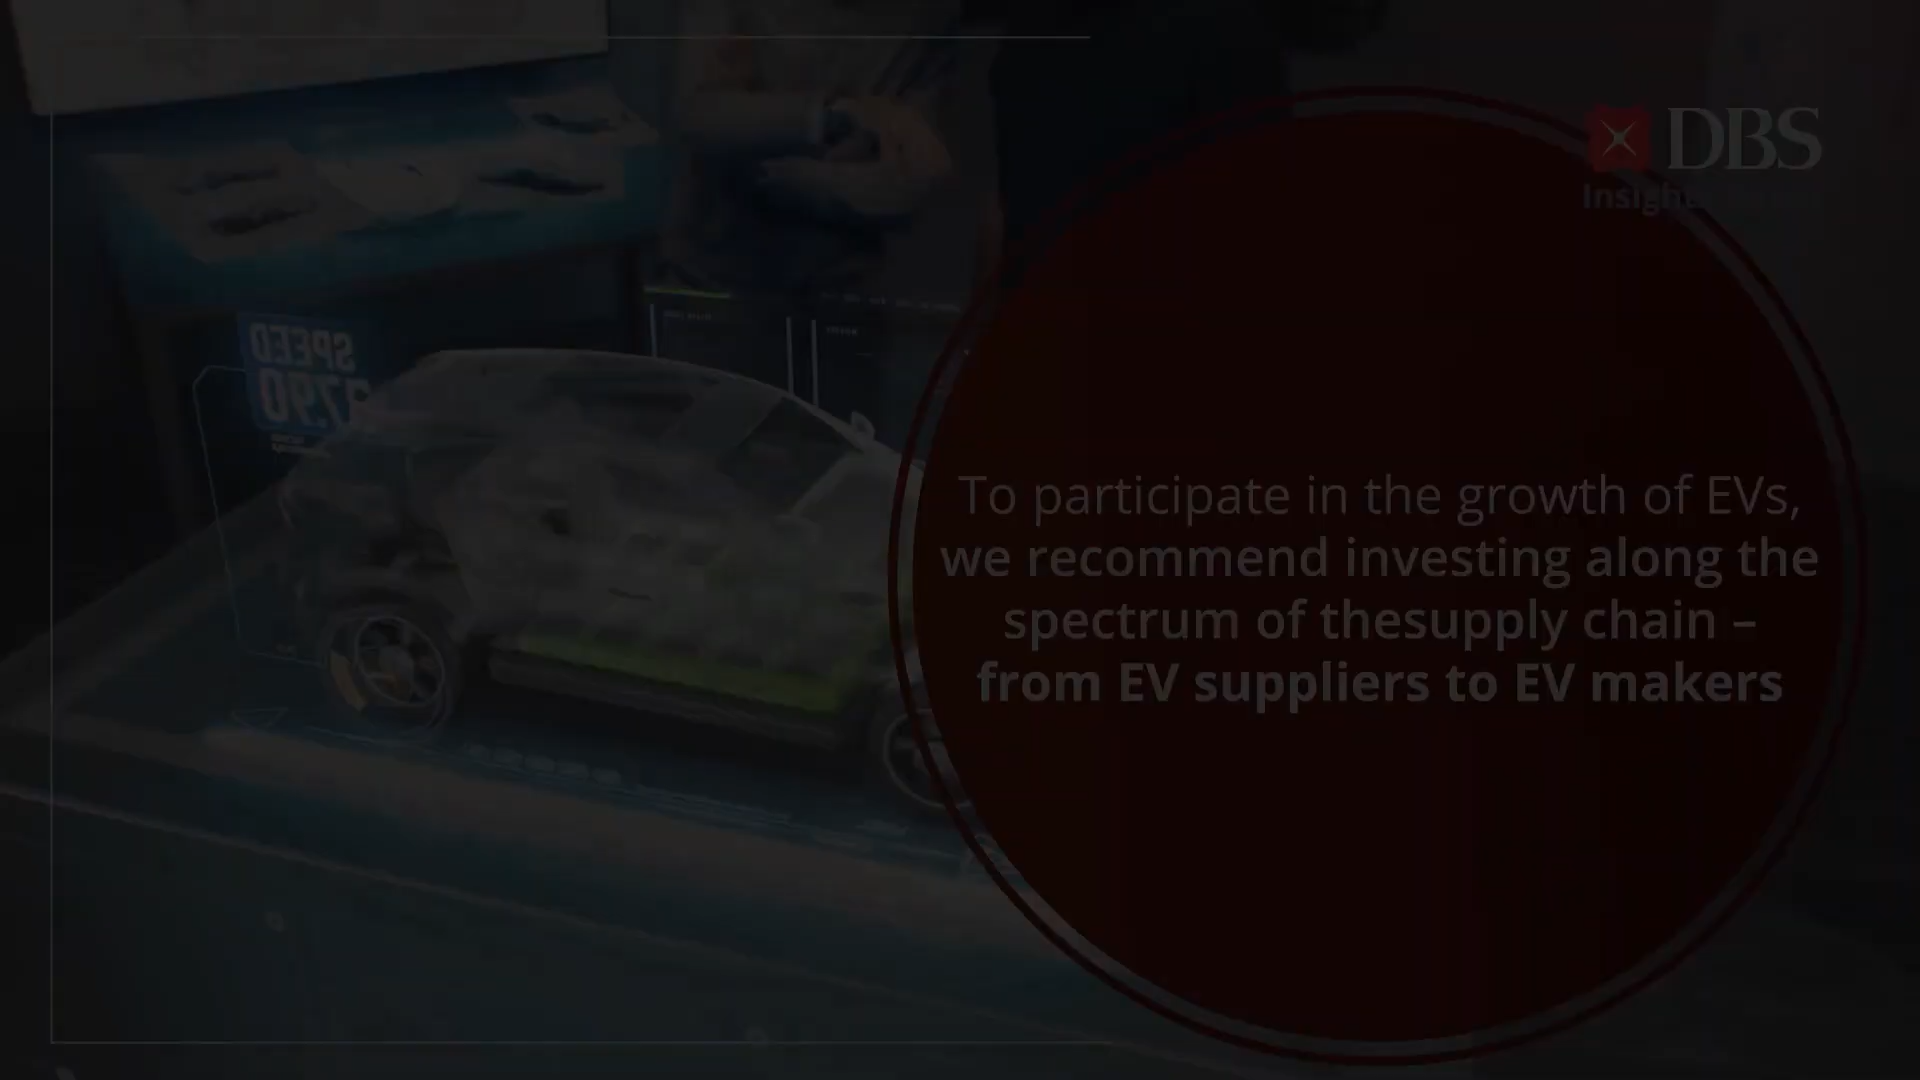 DBS
To participate in the growth of EVs,
we recommend investing along the
spectrum of thesupply chain –
from EV suppliers to EV makers
SPEED